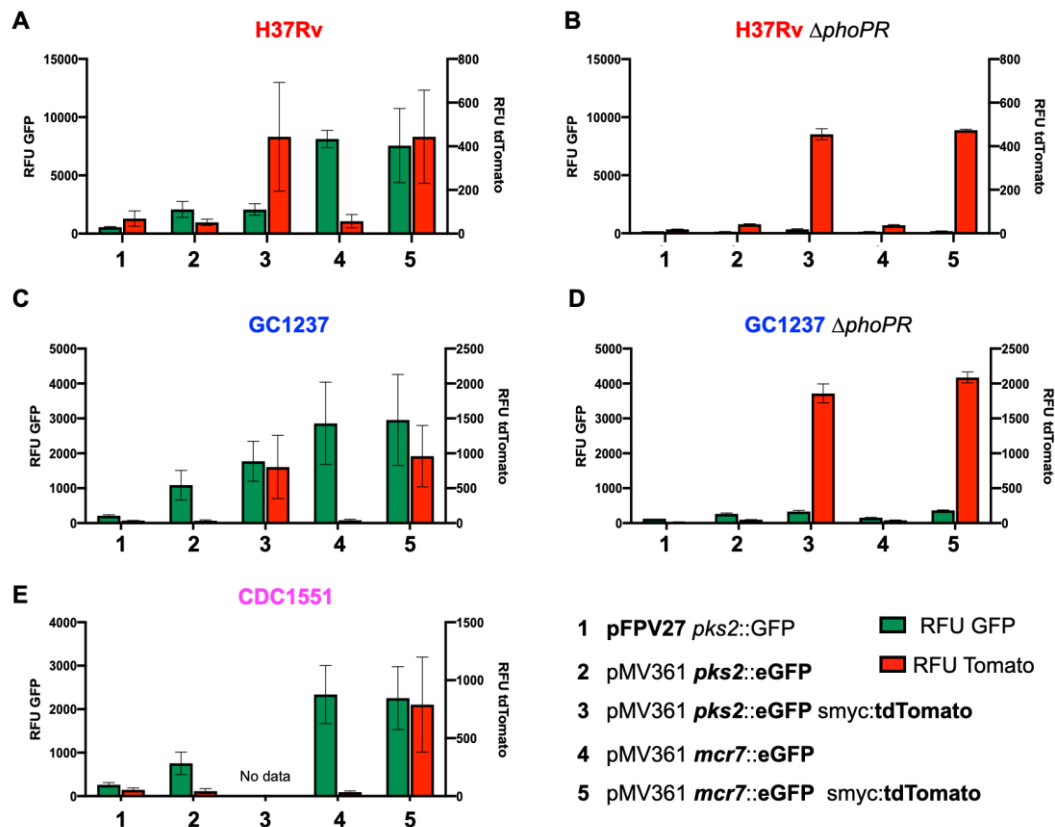 A
H37Rv
15000
10000
5000
0
RFU GFP
800
600
400
200
0
RFU tdTomato
1 2 3 4 5
B
H37Rv ΔphoPR
15000
10000
5000
0
RFU GFP
800
600
400
200
0
RFU tdTomato
1 2 3 4 5
C
GC1237
5000
4000
3000
2000
1000
0
RFU GFP
2500
2000
1500
1000
500
0
RFU tdTomato
1 2 3 4 5
D
GC1237 ΔphoPR
5000
4000
3000
2000
1000
0
RFU GFP
2500
2000
1500
1000
500
0
RFU tdTomato
1 2 3 4 5
E
CDC1551
4000
3000
2000
1000
0
RFU GFP
1500
1000
500
0
RFU tdTomato
No data
1 2 3 4 5
1 pFPV27 pks2::GFP
2 pMV361 pks2::eGFP
3 pMV361 pks2::eGFP smyc:tdTomato
4 pMV361 mcr7::eGFP
5 pMV361 mcr7::eGFP smyc:tdTomato
RFU GFP
RFU Tomato